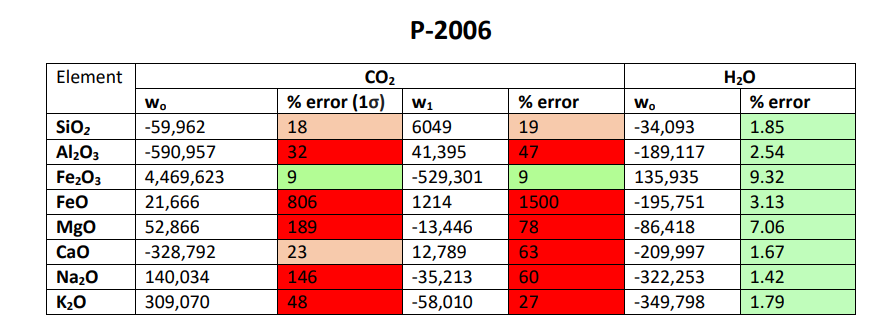 P-2006
Element CO₂ H₂O
wₒ % error (1σ) w₁ % error wₒ % error
SiO₂ -59,962 18 6049 19 -34,093 1.85
Al₂O₃ -590,957 32 41,395 47 -189,117 2.54
Fe₂O₃ 4,469,623 9 -529,301 9 135,935 9.32
FeO 21,666 806 1214 1500 -195,751 3.13
MgO 52,866 189 -13,446 78 -86,418 7.06
CaO -328,792 23 12,789 63 -209,997 1.67
Na₂O 140,034 146 -35,213 60 -322,253 1.42
K₂O 309,070 48 -58,010 27 -349,798 1.79